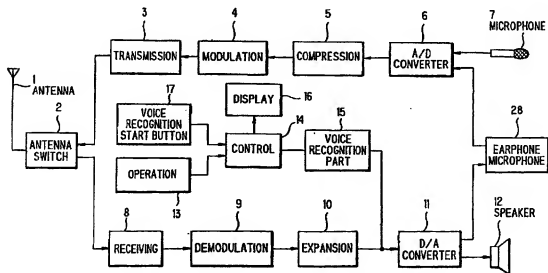 3
TRANSMISSION
4
MODULATION
5
COMPRESSION
6
A/D
CONVERTER
7
MICROPHONE
1
ANTENNA
2
ANTENNA
SWITCH
17
VOICE
RECOGNITION
START BUTTON
DISPLAY
16
14
CONTROL
15
VOICE
RECOGNITION
PART
28
EARPHONE
MICROPHONE
OPERATION
13
8
RECEIVING
9
DEMODULATION
10
EXPANSION
11
D/A
CONVERTER
12
SPEAKER